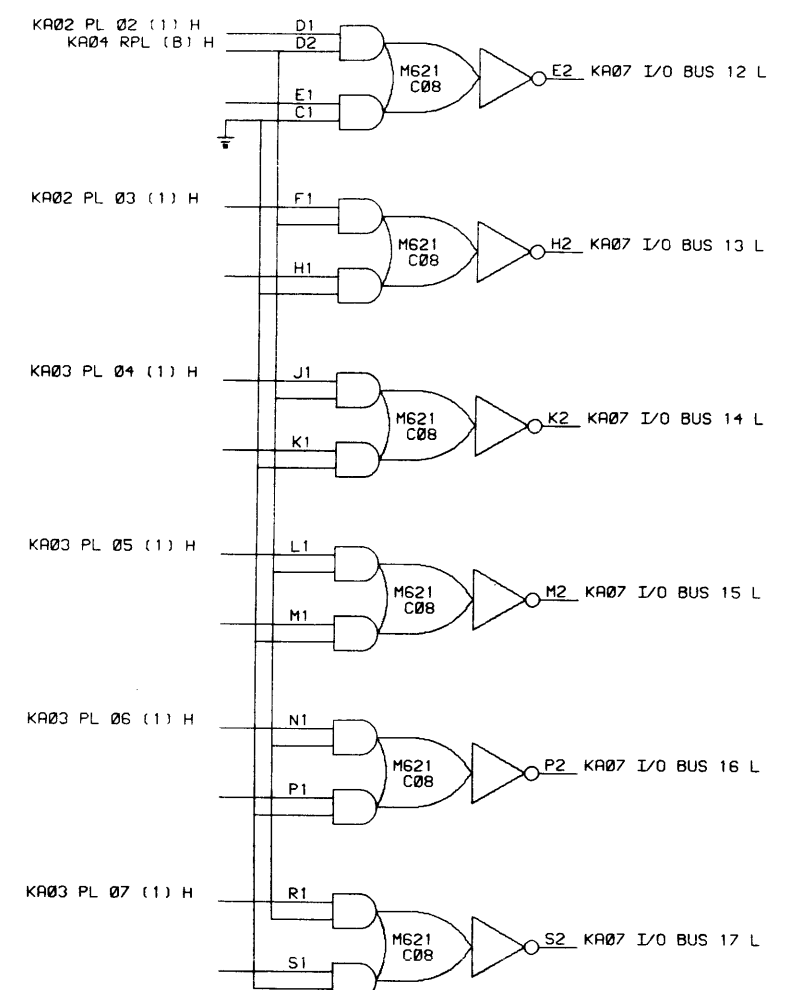 KA02 PL 02 (1) H
D1
KA04 RPL (B) H
D2
M621
C08
E2 KA07 I/O BUS 12 L
E1
C1
KA02 PL 03 (1) H
F1
M621
C08
H2 KA07 I/O BUS 13 L
H1
KA03 PL 04 (1) H
J1
M621
C08
K2 KA07 I/O BUS 14 L
K1
KA03 PL 05 (1) H
L1
M621
C08
M2 KA07 I/O BUS 15 L
M1
KA03 PL 06 (1) H
N1
M621
C08
P2 KA07 I/O BUS 16 L
P1
KA03 PL 07 (1) H
R1
M621
C08
S2 KA07 I/O BUS 17 L
S1